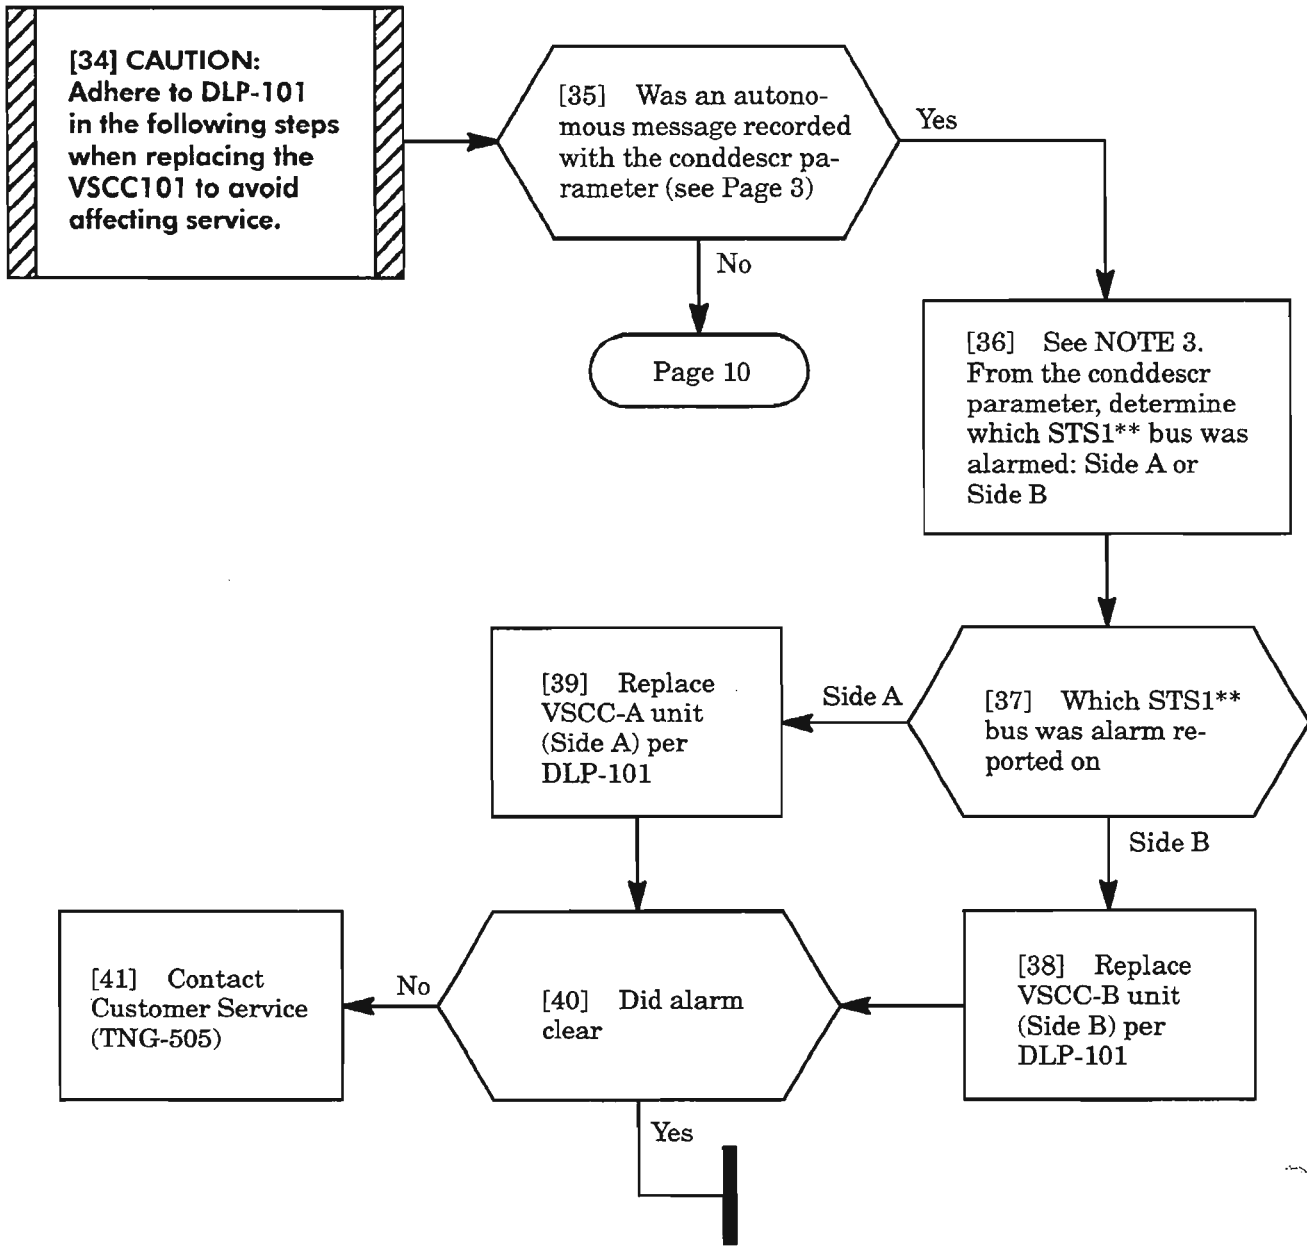 [34] CAUTION:
Adhere to DLP-101
in the following steps
when replacing the
VSCC101 to avoid
affecting service.
[35] Was an autono-
mous message recorded
with the conddescr pa-
rameter (see Page 3)
Yes
No
Page 10
[36] See NOTE 3.
From the conddescr
parameter, determine
which STS1** bus was
alarmed: Side A or
Side B
[37] Which STS1**
bus was alarm re-
ported on
Side A
Side B
[39] Replace
VSCC-A unit
(Side A) per
DLP-101
[38] Replace
VSCC-B unit
(Side B) per
DLP-101
[40] Did alarm
clear
No
[41] Contact
Customer Service
(TNG-505)
Yes